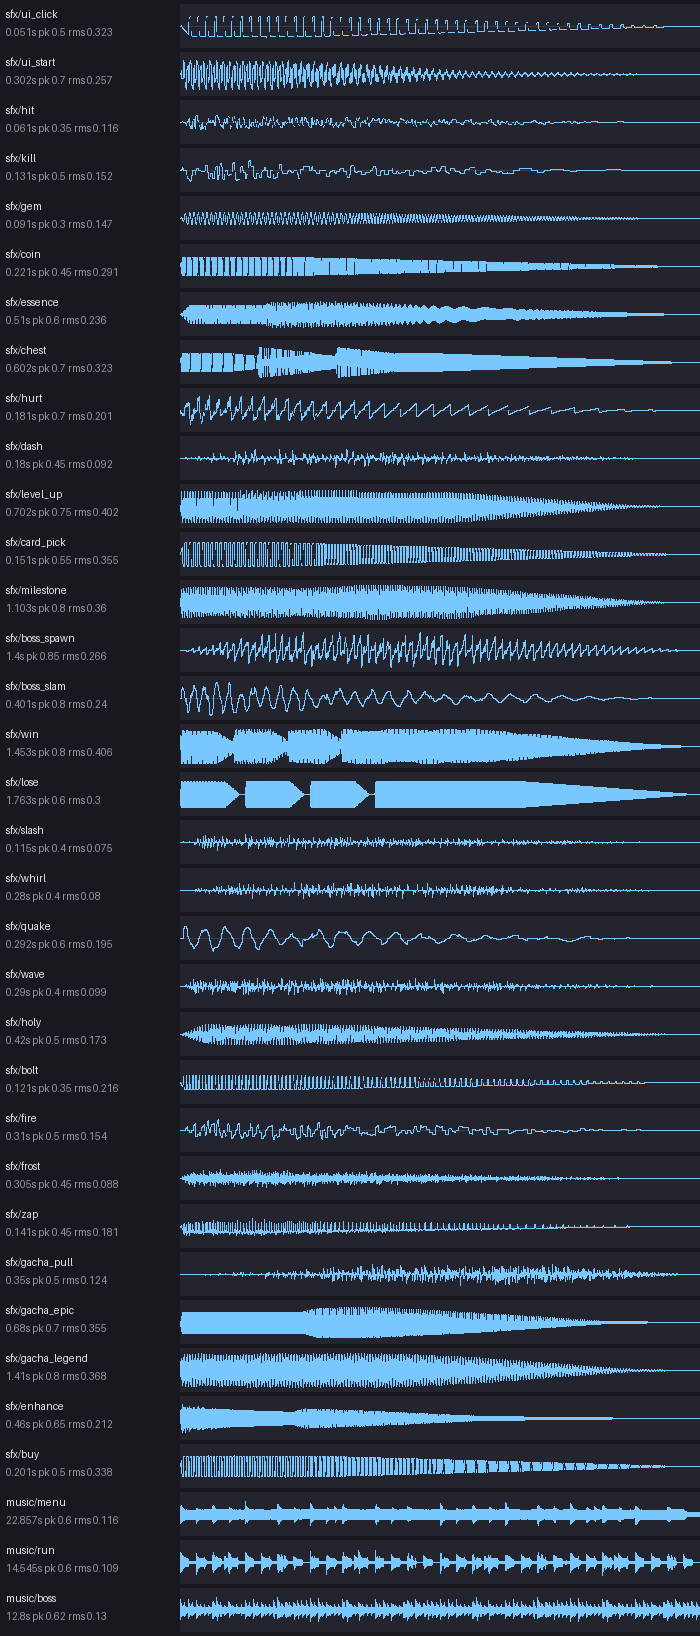 sfx/ui_click
0.051s pk 0.5 rms 0.323
sfx/ui_start
0.302s pk 0.7 rms 0.257
sfx/hit
0.061s pk 0.35 rms 0.116
sfx/kill
0.131s pk 0.5 rms 0.152
sfx/gem
0.091s pk 0.3 rms 0.147
sfx/coin
0.221s pk 0.45 rms 0.291
sfx/essence
0.51s pk 0.6 rms 0.236
sfx/chest
0.602s pk 0.7 rms 0.323
sfx/hurt
0.181s pk 0.7 rms 0.201
sfx/dash
0.18s pk 0.45 rms 0.092
sfx/level_up
0.702s pk 0.75 rms 0.402
sfx/card_pick
0.151s pk 0.55 rms 0.355
sfx/milestone
1.103s pk 0.8 rms 0.36
sfx/boss_spawn
1.4s pk 0.85 rms 0.266
sfx/boss_slam
0.401s pk 0.8 rms 0.24
sfx/win
1.453s pk 0.8 rms 0.406
sfx/lose
1.763s pk 0.6 rms 0.3
sfx/slash
0.115s pk 0.4 rms 0.075
sfx/whirl
0.28s pk 0.4 rms 0.08
sfx/quake
0.292s pk 0.6 rms 0.195
sfx/wave
0.29s pk 0.4 rms 0.099
sfx/holy
0.42s pk 0.5 rms 0.173
sfx/bolt
0.121s pk 0.35 rms 0.216
sfx/fire
0.31s pk 0.5 rms 0.154
sfx/frost
0.305s pk 0.45 rms 0.088
sfx/zap
0.141s pk 0.45 rms 0.181
sfx/gacha_pull
0.35s pk 0.5 rms 0.124
sfx/gacha_epic
0.68s pk 0.7 rms 0.355
sfx/gacha_legend
1.41s pk 0.8 rms 0.368
sfx/enhance
0.46s pk 0.65 rms 0.212
sfx/buy
0.201s pk 0.5 rms 0.338
music/menu
22.857s pk 0.6 rms 0.116
music/run
14.545s pk 0.6 rms 0.109
music/boss
12.8s pk 0.62 rms 0.13